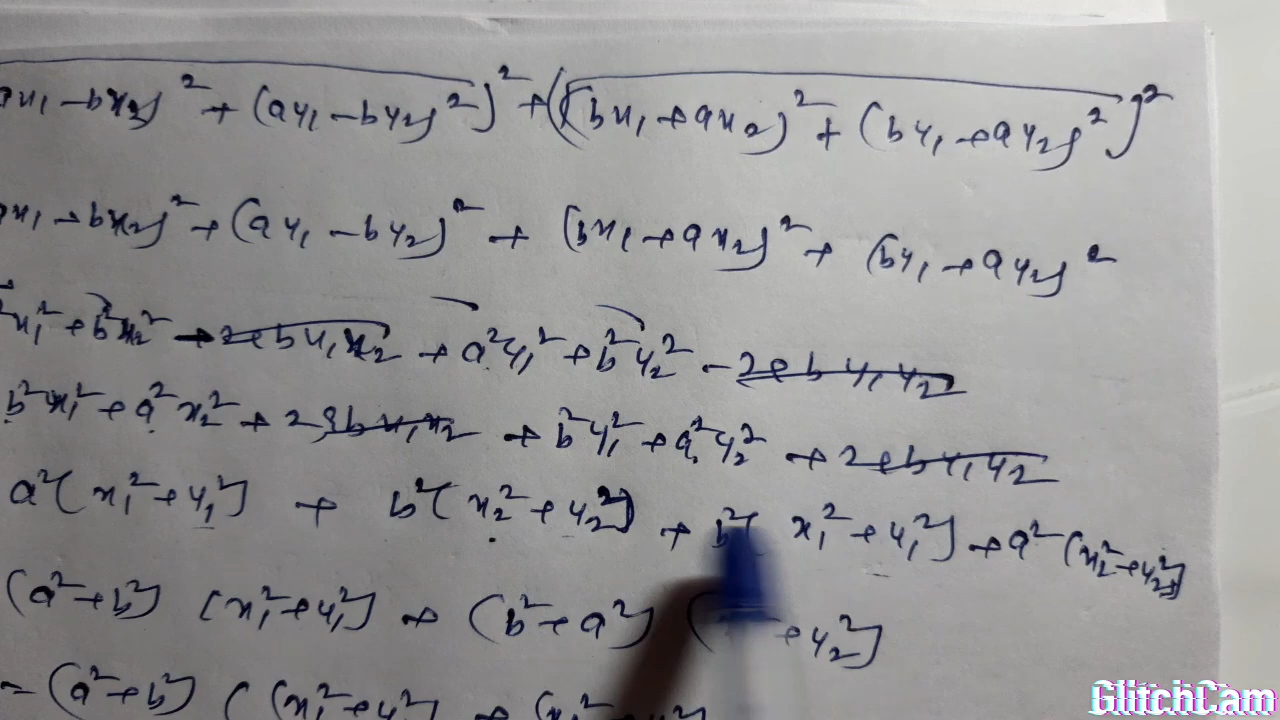 ax₁ - bx₂)² + (ay₁ - by₂)²)² + ((bx₁ + ax₂)² + (by₁ + ay₂)²)²
ax₁ - bx₂)² + (ay₁ - by₂)² + (bx₁ + ax₂)² + (by₁ + ay₂)²
²x₁² + b²x₂² - 2abx₁x₂ + a²y₁² + b²y₂² - 2aby₁y₂
b²x₁² + a²x₂² + 2abx₁x₂ + b²y₁² + a²y₂² + 2aby₁y₂
a²(x₁² + y₁²) + b²(x₂² + y₂²) + b²(x₁² + y₁²) + a²(x₂² + y₂²)
(a² + b²) (x₁² + y₁²) + (b² + a²) ( + y₂²)
= (a² + b²) ((x₁² + y₁²
GlitchCam